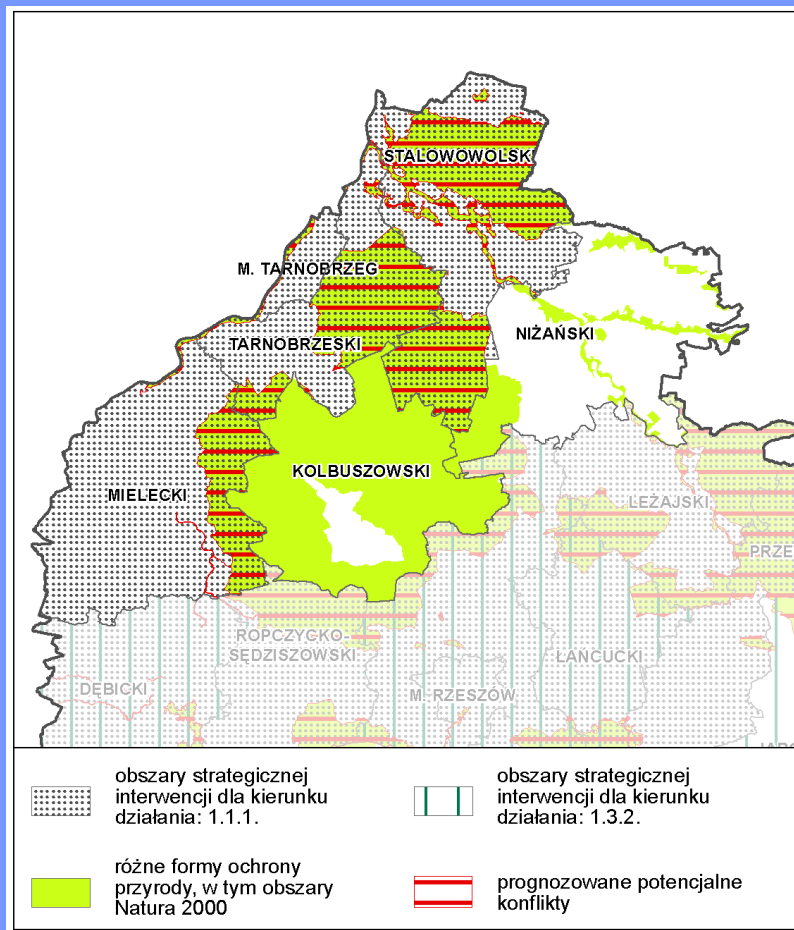 STALOWOWOLSKI
M. TARNOBRZEG
TARNOBRZESKI
NIŻAŃSKI
KOLBUSZOWSKI
MIELECKI
LEŻAJSKI
PRZE
ROPCZYCKO-
SĘDZISZOWSKI
ŁAŃCUCKI
DĘBICKI
M. RZESZÓW
obszary strategicznej
interwencji dla kierunku
działania: 1.1.1.
obszary strategicznej
interwencji dla kierunku
działania: 1.3.2.
różne formy ochrony
przyrody, w tym obszary
Natura 2000
prognozowane potencjalne
konflikty